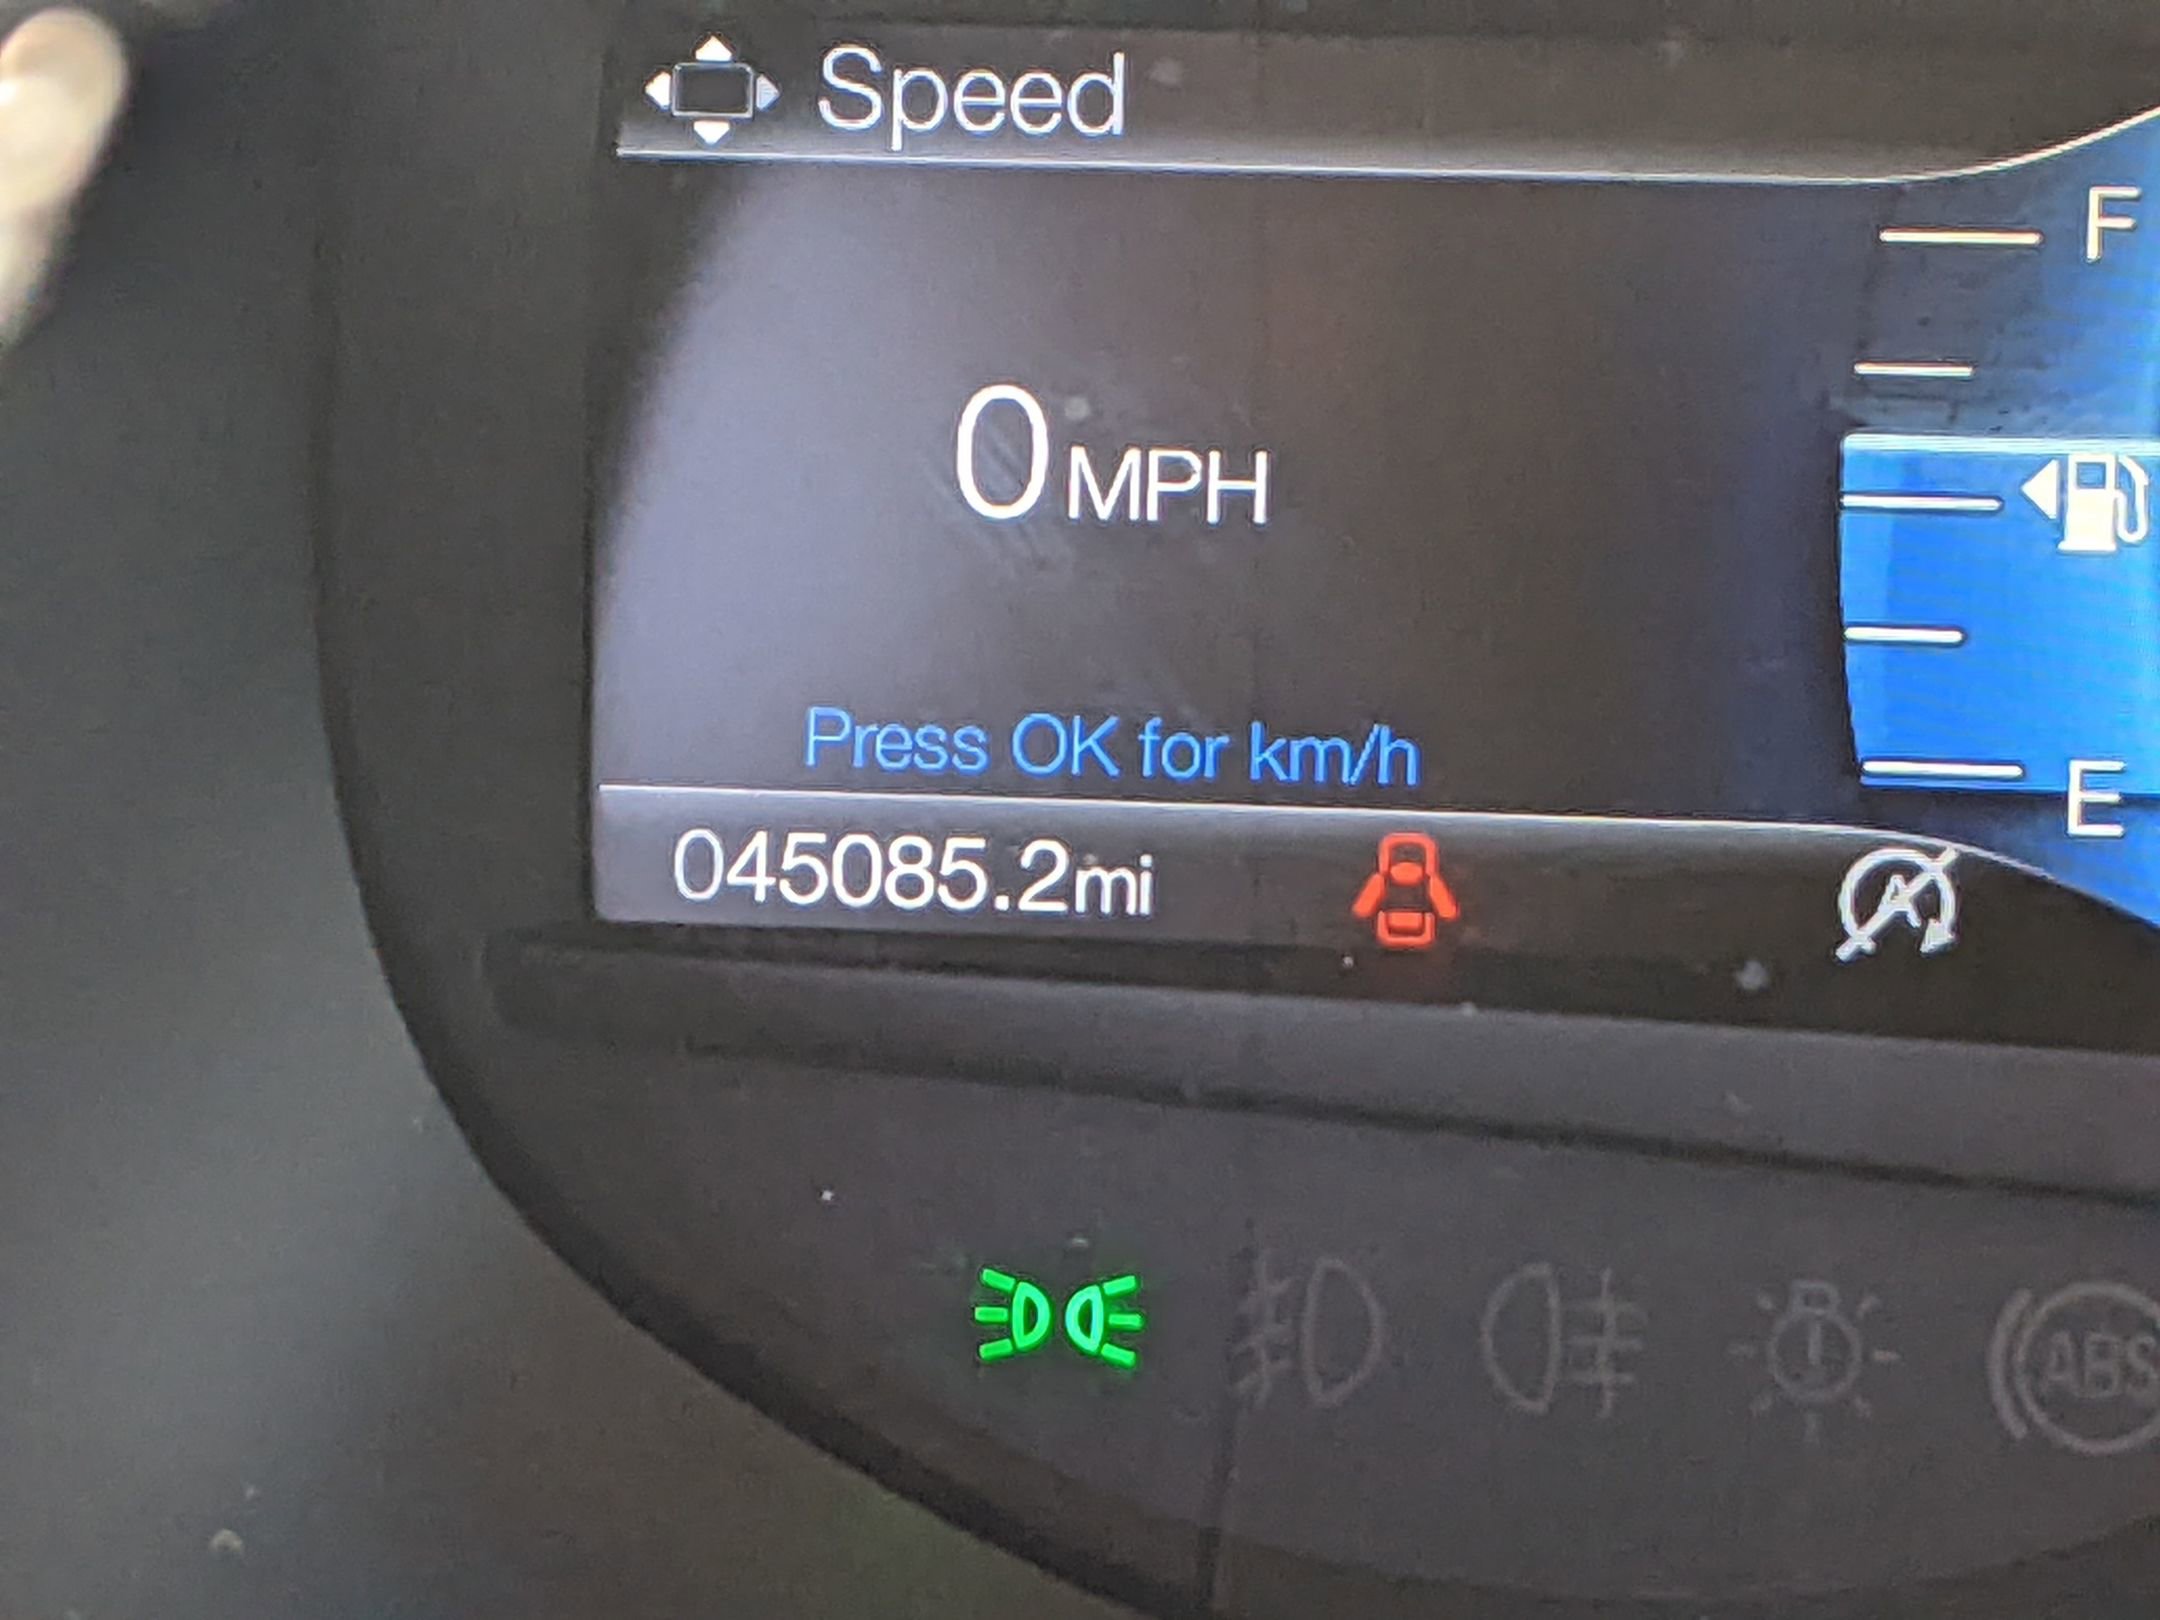 Speed
F
0 MPH
Press OK for km/h
E
045085.2mi
A
ABS